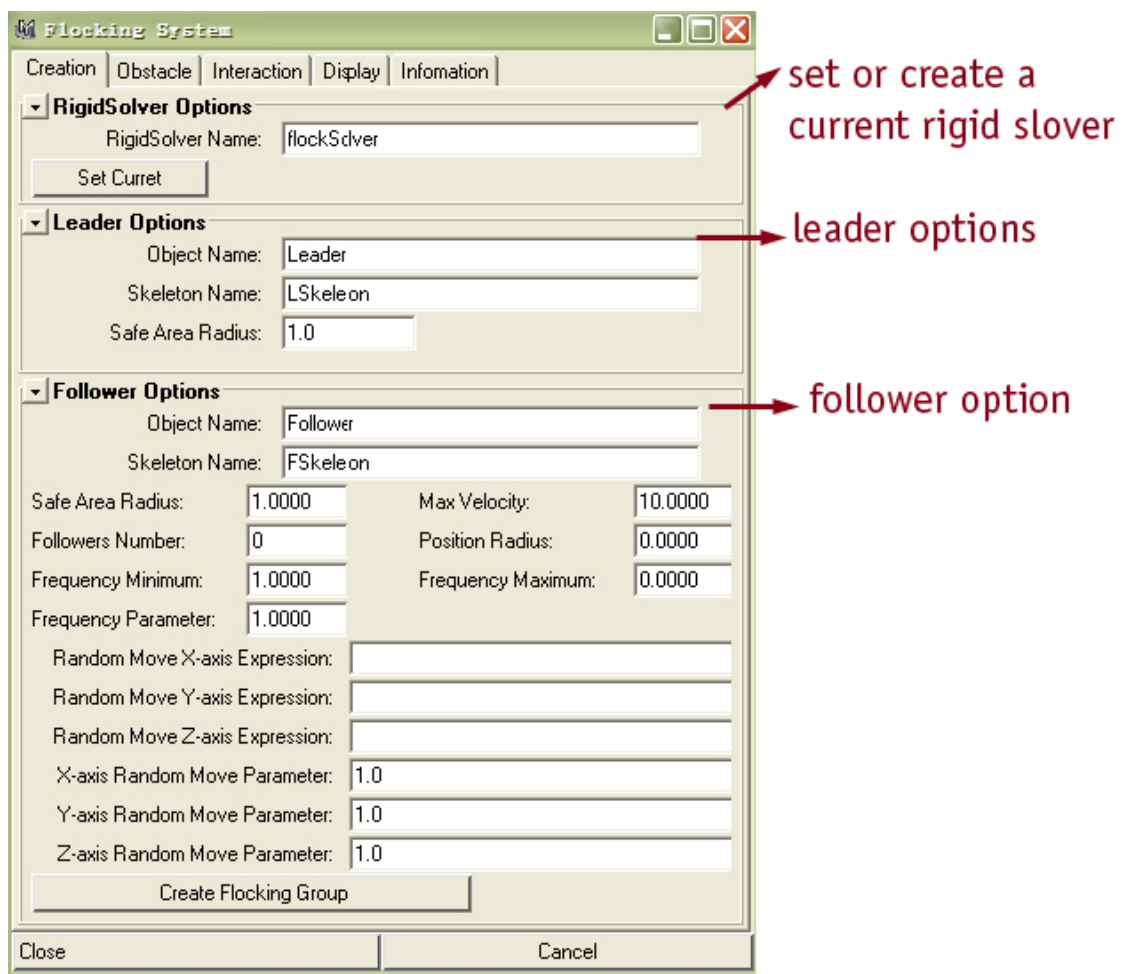 Flocking System
Creation Obstacle Interaction Display Infomation
RigidSolver Options
RigidSolver Name: flockSolver
Set Curret
set or create a
current rigid slover
Leader Options
leader options
Object Name: Leader
Skeleton Name: LSkeleon
Safe Area Radius: 1.0
Follower Options
follower option
Object Name: Follower
Skeleton Name: FSkeleon
Safe Area Radius: 1.0000 Max Velocity: 10.0000
Followers Number: 0 Position Radius: 0.0000
Frequency Minimum: 1.0000 Frequency Maximum: 0.0000
Frequency Parameter: 1.0000
Random Move X-axis Expression:
Random Move Y-axis Expression:
Random Move Z-axis Expression:
X-axis Random Move Parameter: 1.0
Y-axis Random Move Parameter: 1.0
Z-axis Random Move Parameter: 1.0
Create Flocking Group
Close Cancel